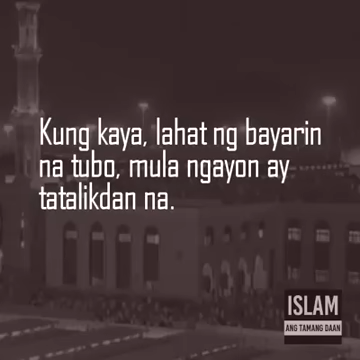 Kung kaya, lahat ng bayarin
na tubo, mula ngayon ay
tatalikdan na.
ISLAM
ANG TAMANG DAAN